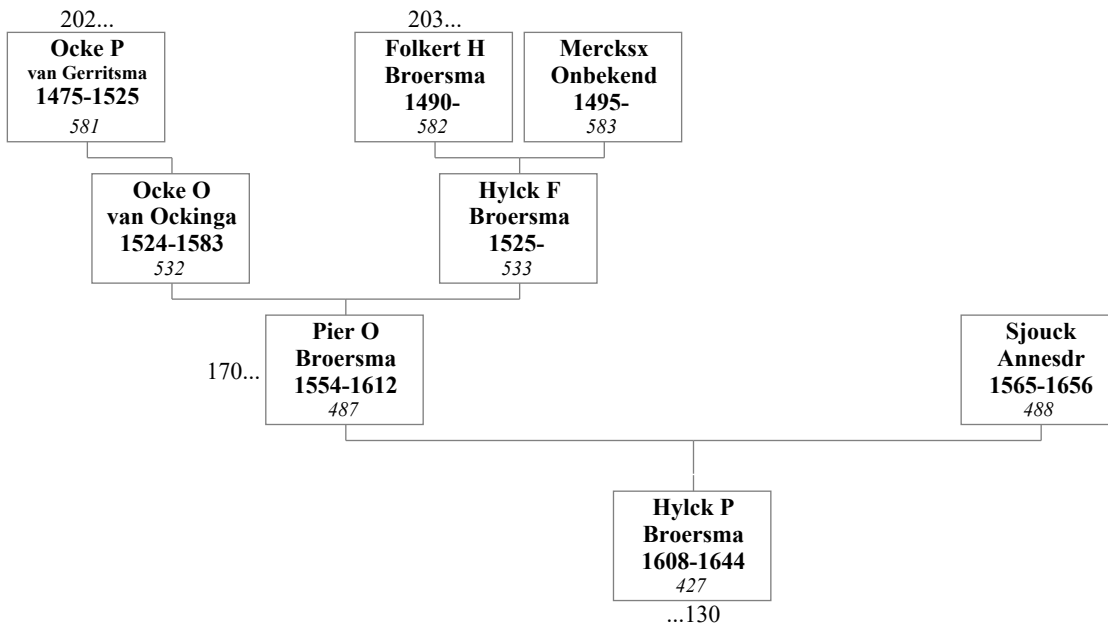 202...
Ocke P
van Gerritsma
1475-1525
581
203...
Folkert H
Broersma
1490-
582
Mercksx
Onbekend
1495-
583
Ocke O
van Ockinga
1524-1583
532
Hylck F
Broersma
1525-
533
170...
Pier O
Broersma
1554-1612
487
Sjouck
Annesdr
1565-1656
488
Hylck P
Broersma
1608-1644
427
...130